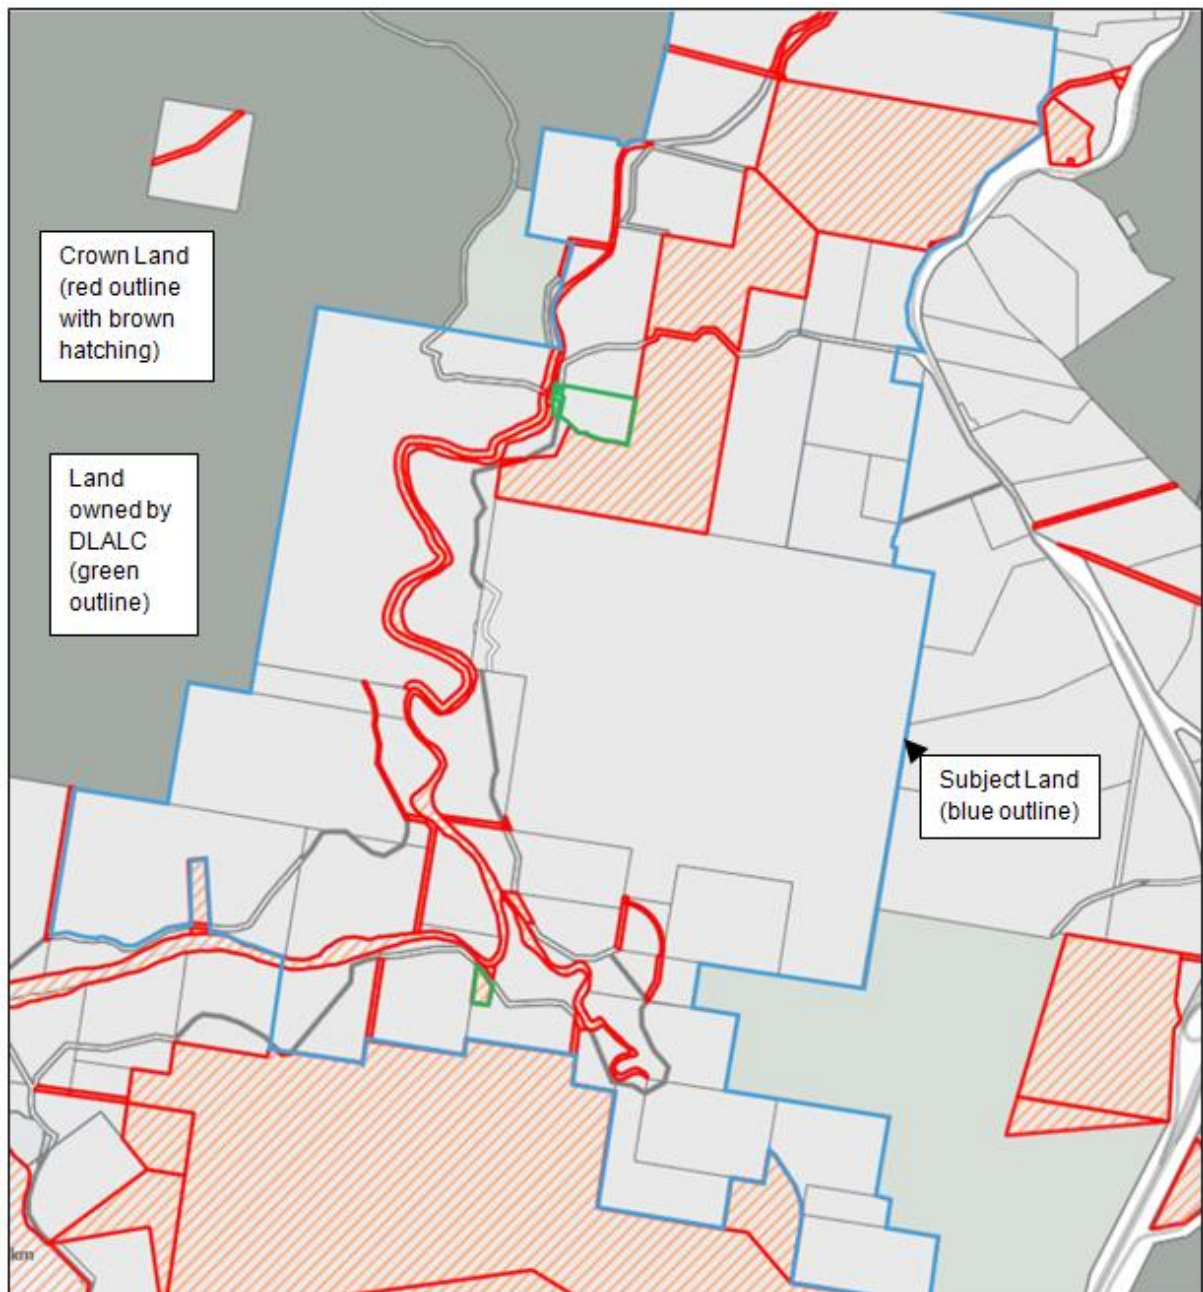 Crown Land
(red outline
with brown
hatching)
Land
owned by
DLALC
(green
outline)
Subject Land
(blue outline)
km